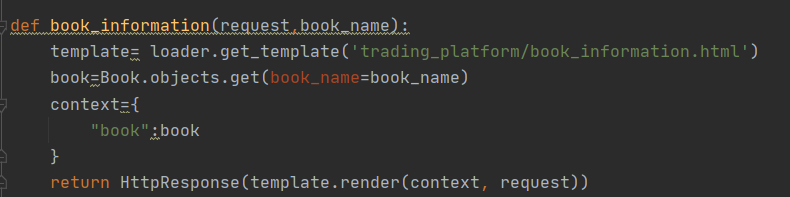 def book_information(request,book_name):
    template= loader.get_template('trading_platform/book_information.html')
    book=Book.objects.get(book_name=book_name)
    context={
        "book":book
    }
    return HttpResponse(template.render(context, request))